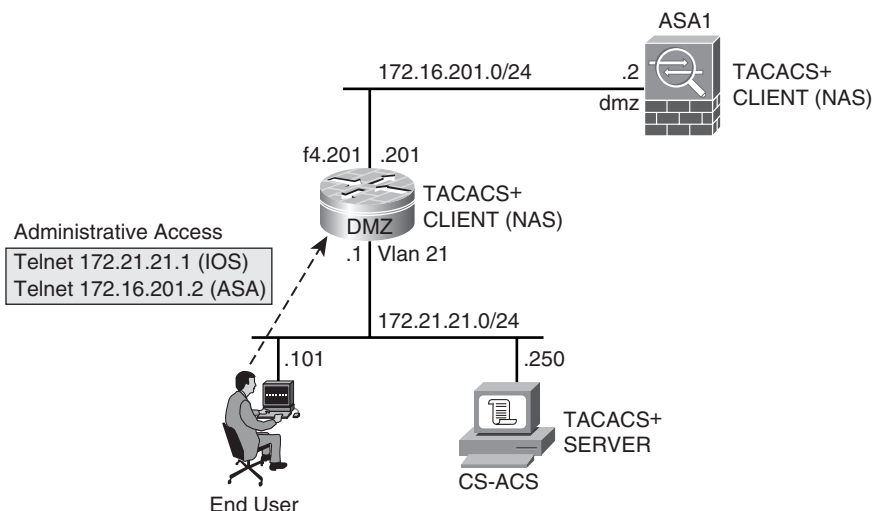 ASA1
172.16.201.0/24
.2
dmz
TACACS+
CLIENT (NAS)
f4.201
.201
TACACS+
CLIENT (NAS)
DMZ
.1
Vlan 21
Administrative Access
Telnet 172.21.21.1 (IOS)
Telnet 172.16.201.2 (ASA)
172.21.21.0/24
.101
.250
TACACS+
SERVER
CS-ACS
End User